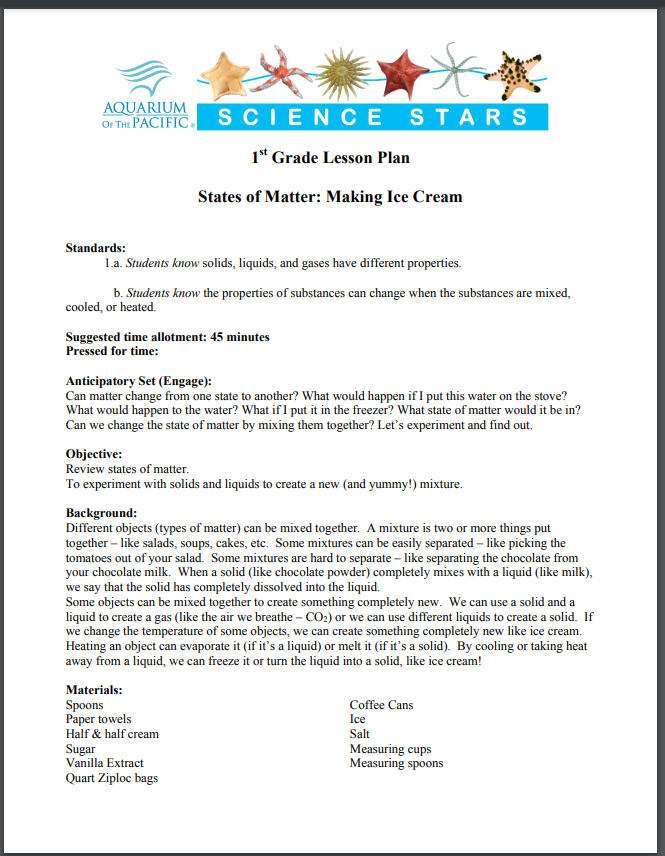 AQUARIUM
OF THE PACIFIC®
SCIENCE STARS
1st Grade Lesson Plan
States of Matter: Making Ice Cream
Standards:
1.a. Students know solids, liquids, and gases have different properties.
b. Students know the properties of substances can change when the substances are mixed,
cooled, or heated.
Suggested time allotment: 45 minutes
Pressed for time:
Anticipatory Set (Engage):
Can matter change from one state to another? What would happen if I put this water on the stove?
What would happen to the water? What if I put it in the freezer? What state of matter would it be in?
Can we change the state of matter by mixing them together? Let’s experiment and find out.
Objective:
Review states of matter.
To experiment with solids and liquids to create a new (and yummy!) mixture.
Background:
Different objects (types of matter) can be mixed together. A mixture is two or more things put
together – like salads, soups, cakes, etc. Some mixtures can be easily separated – like picking the
tomatoes out of your salad. Some mixtures are hard to separate – like separating the chocolate from
your chocolate milk. When a solid (like chocolate powder) completely mixes with a liquid (like milk),
we say that the solid has completely dissolved into the liquid.
Some objects can be mixed together to create something completely new. We can use a solid and a
liquid to create a gas (like the air we breathe – CO₂) or we can use different liquids to create a solid. If
we change the temperature of some objects, we can create something completely new like ice cream.
Heating an object can evaporate it (if it’s a liquid) or melt it (if it’s a solid). By cooling or taking heat
away from a liquid, we can freeze it or turn the liquid into a solid, like ice cream!
Materials:
Spoons
Paper towels
Half & half cream
Sugar
Vanilla Extract
Quart Ziploc bags
Coffee Cans
Ice
Salt
Measuring cups
Measuring spoons